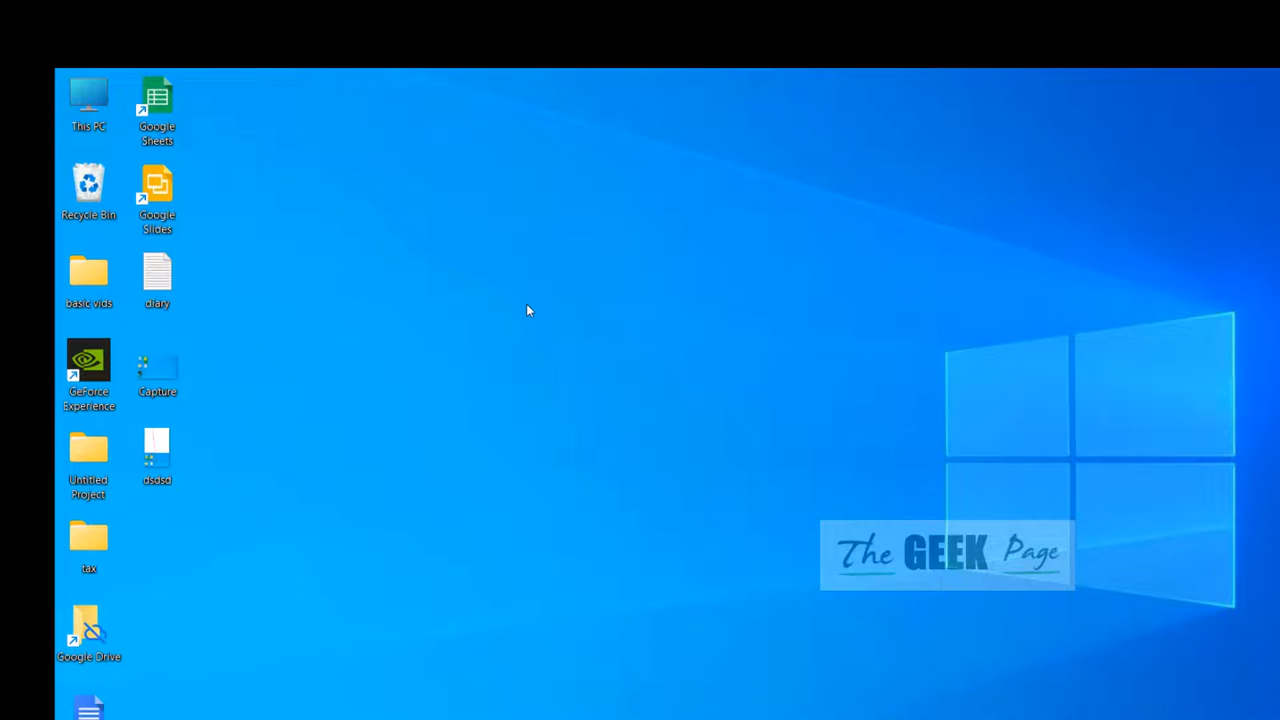 This PC
Google
Sheets
Recycle Bin
Google
Slides
basic vids
diary
GeForce
Experience
Capture
Untitled
Project
dsdsd
tax
Google Drive
The GEEK Page